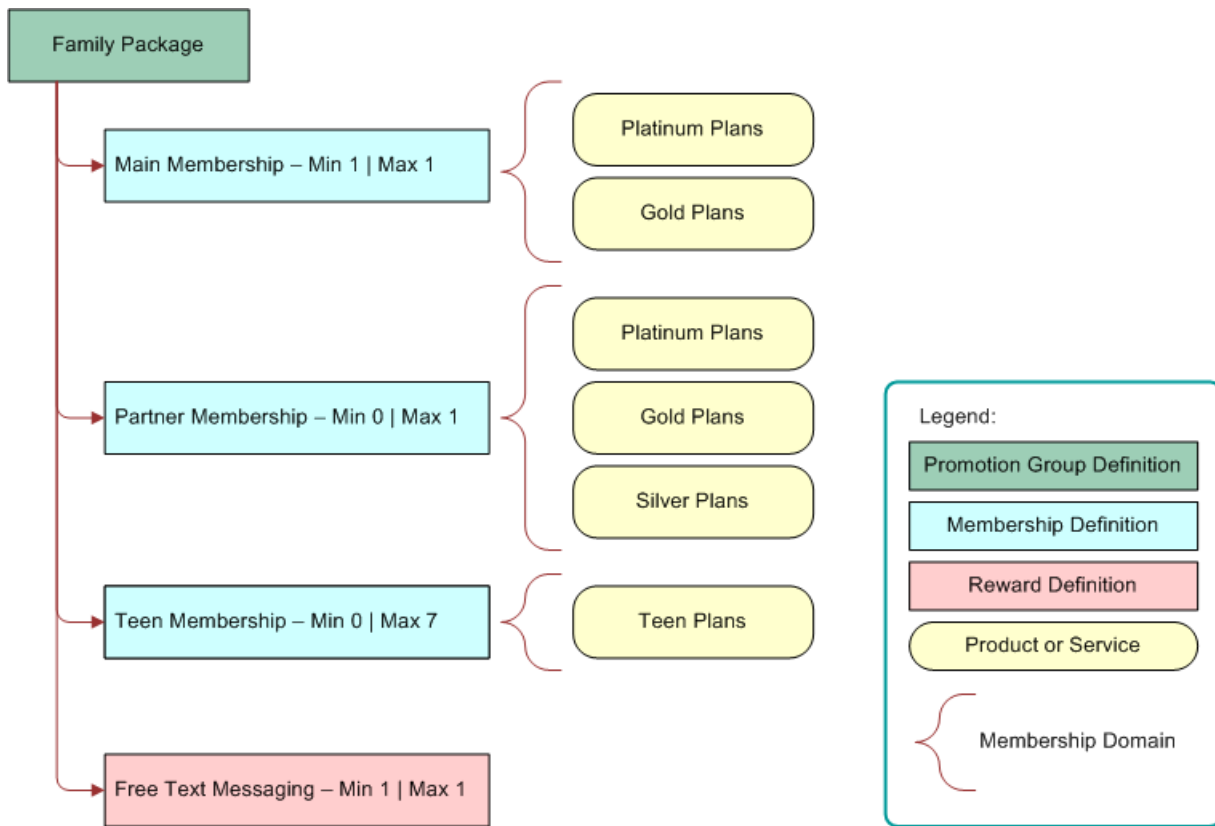 Family Package
Main Membership – Min 1 | Max 1
Platinum Plans
Gold Plans
Partner Membership – Min 0 | Max 1
Platinum Plans
Gold Plans
Silver Plans
Teen Membership – Min 0 | Max 7
Teen Plans
Free Text Messaging – Min 1 | Max 1
Legend:
Promotion Group Definition
Membership Definition
Reward Definition
Product or Service
Membership Domain